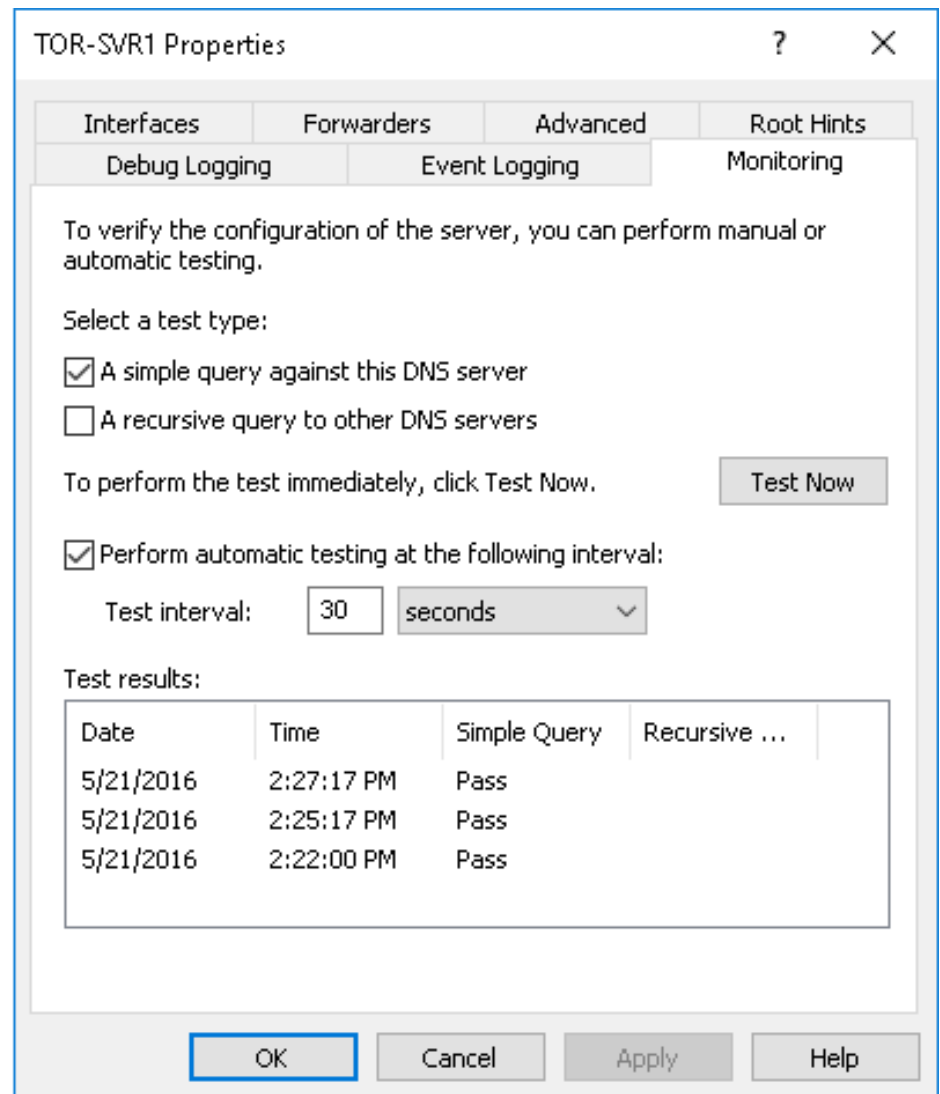 TOR-SVR1 Properties
Interfaces Forwarders Advanced Root Hints
Debug Logging Event Logging Monitoring
To verify the configuration of the server, you can perform manual or
automatic testing.
Select a test type:
A simple query against this DNS server
A recursive query to other DNS servers
To perform the test immediately, click Test Now. Test Now
Perform automatic testing at the following interval:
Test interval: 30 seconds
Test results:
Date Time Simple Query Recursive ...
5/21/2016 2:27:17 PM Pass
5/21/2016 2:25:17 PM Pass
5/21/2016 2:22:00 PM Pass
OK Cancel Apply Help